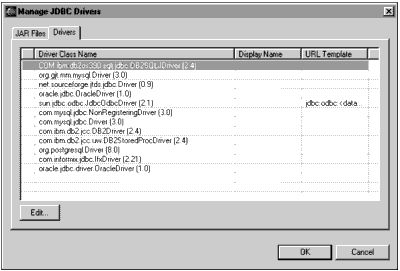 Manage JDBC Drivers
JAR Files Drivers
Driver Class Name Display Name URL Template
COM.ibm.db2os390.sqlj.jdbc.DB2SQLJDriver (2.4)
org.gjt.mm.mysql.Driver (3.0)
net.sourceforge.jtds.jdbc.Driver (0.9)
oracle.jdbc.OracleDriver (1.0)
sun.jdbc.odbc.JdbcOdbcDriver (2.1) jdbc:odbc:<data...
com.mysql.jdbc.NonRegisteringDriver (3.0)
com.mysql.jdbc.Driver (3.0)
com.ibm.db2.jcc.DB2Driver (2.4)
com.ibm.db2.jcc.uw.DB2StoredProcDriver (2.4)
org.postgresql.Driver (8.0)
com.informix.jdbc.IfxDriver (2.21)
oracle.jdbc.driver.OracleDriver (1.0)
Edit...
OK Cancel